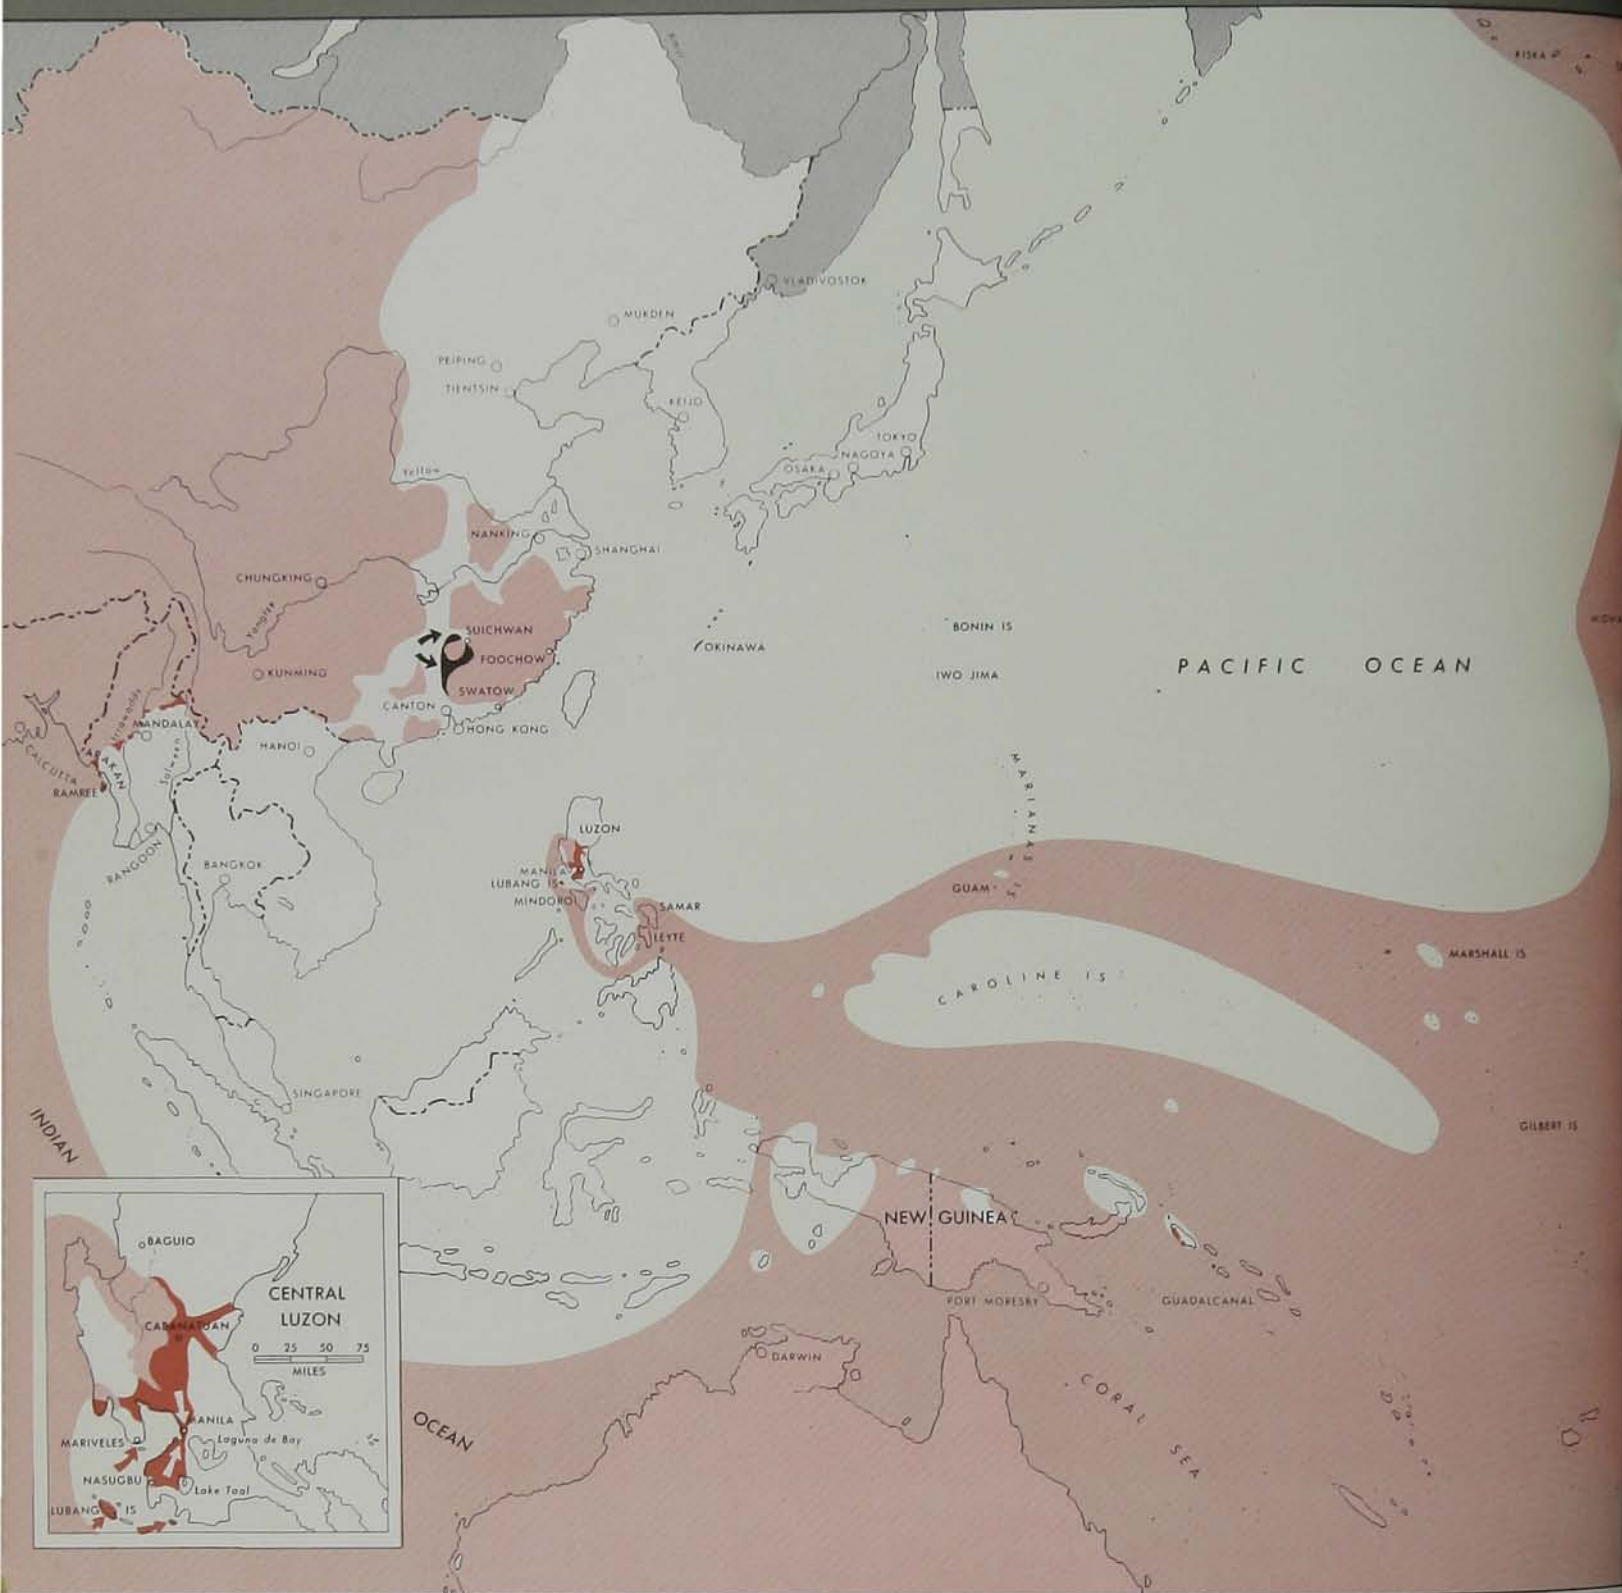 KISKA
Amur
VLADIVOSTOK
MUKDEN
PEIPING
TIENTSIN
KEIJO
TOKYO
NAGOYA
OSAKA
Yellow
NANKING
SHANGHAI
CHUNGKING
Yangtze
SUICHWAN
FOOCHOW
KUNMING
SWATOW
CANTON
HONG KONG
HANOI
OKINAWA
BONIN IS
IWO JIMA
PACIFIC OCEAN
Irrawaddy
MANDALAY
Salween
CALCUTTA
ARAKAN
RAMREE
RANGOON
BANGKOK
MARIANAS IS
LUZON
MANILA
LUBANG IS
MINDORO
SAMAR
LEYTE
GUAM
MARSHALL IS
CAROLINE IS
SINGAPORE
GILBERT IS
INDIAN
OCEAN
NEW GUINEA
PORT MORESBY
GUADALCANAL
DARWIN
CORAL SEA
BAGUIO
CENTRAL
LUZON
CABANATUAN
0 25 50 75
MILES
MANILA
MARIVELES
Laguna de Bay
NASUGBU
Lake Taal
LUBANG IS